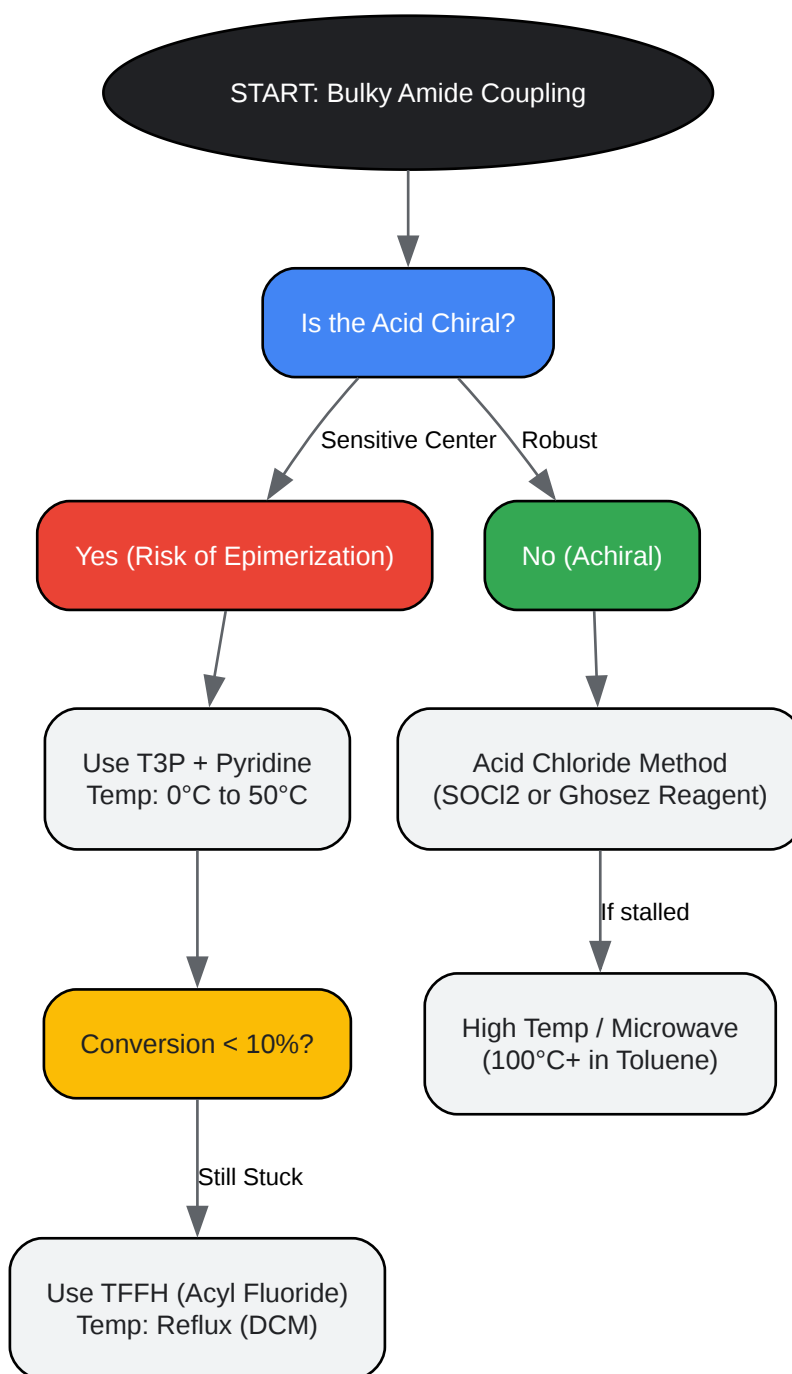 START: Bulky Amide Coupling
Is the Acid Chiral?
Sensitive Center
Robust
Yes (Risk of Epimerization)
No (Achiral)
Use T3P + Pyridine
Temp: 0°C to 50°C
Acid Chloride Method
(SOCl2 or Ghosez Reagent)
If stalled
Conversion < 10%?
High Temp / Microwave
(100°C+ in Toluene)
Still Stuck
Use TFFH (Acyl Fluoride)
Temp: Reflux (DCM)